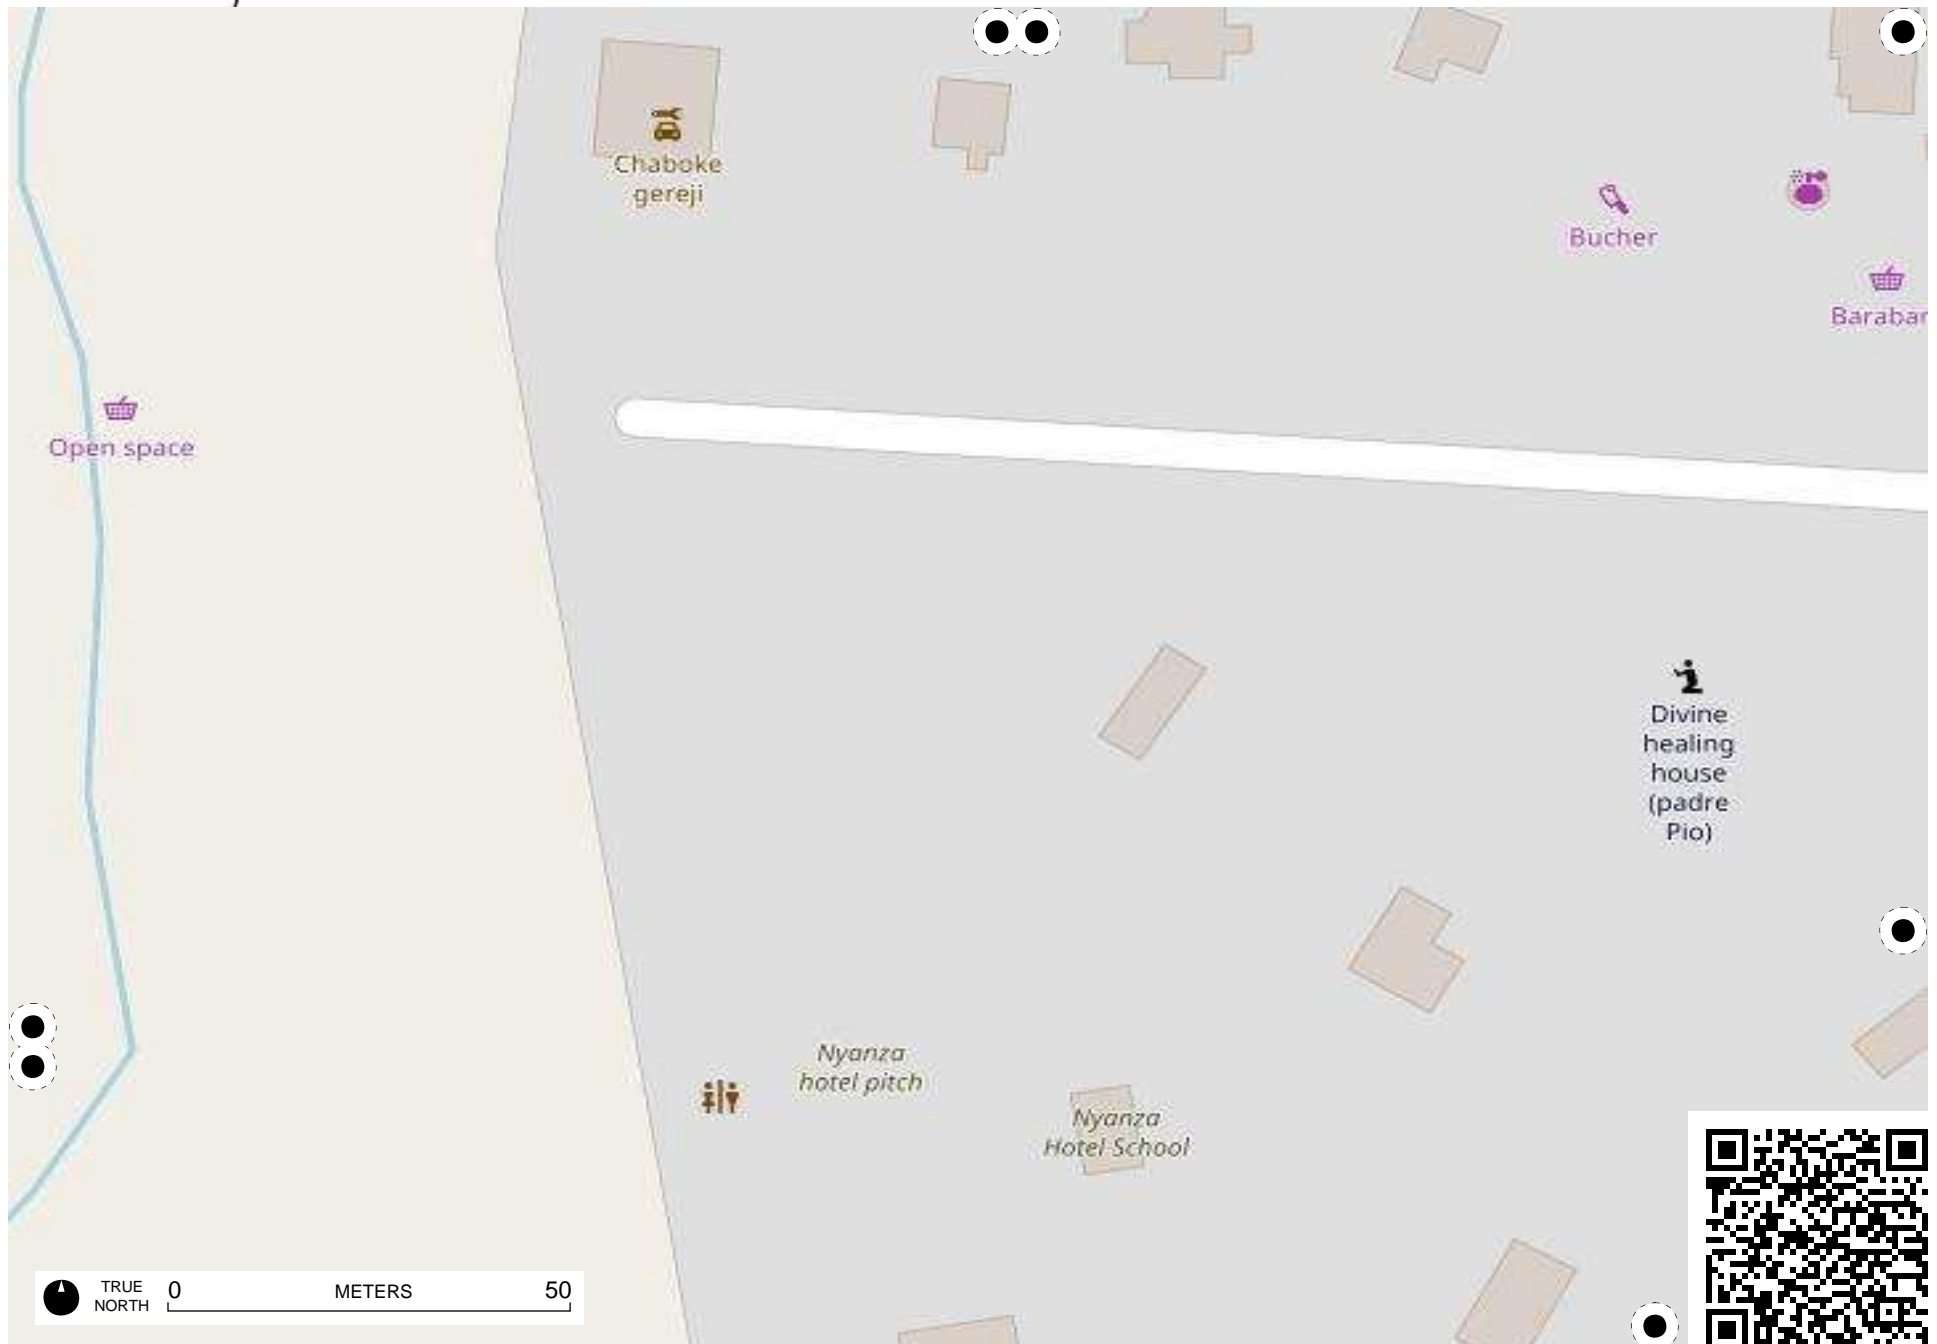 Chaboke
gereji
Bucher
Baraba
Open space
Divine
healing
house
(padre
Pio)
Nyanza
hotel pitch
Nyanza
Hotel School
TRUE
NORTH
0 METERS 50